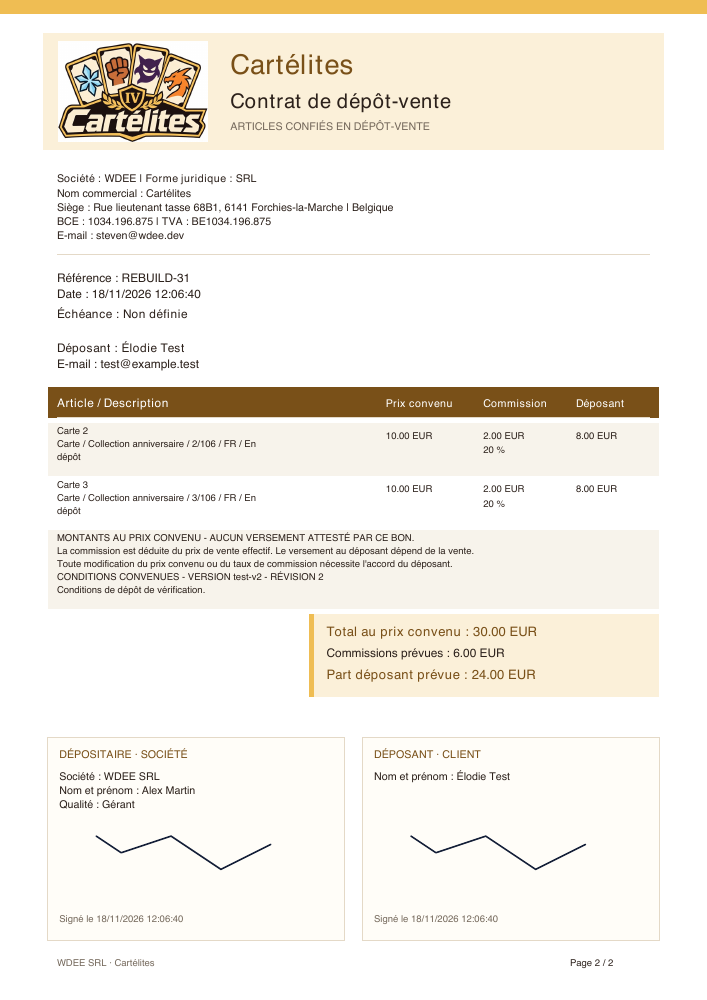 IV
Cartélites
Cartélites
Contrat de dépôt-vente
ARTICLES CONFIÉS EN DÉPÔT-VENTE
Société : WDEE | Forme juridique : SRL
Nom commercial : Cartélites
Siège : Rue lieutenant tasse 68B1, 6141 Forchies-la-Marche | Belgique
BCE : 1034.196.875 | TVA : BE1034.196.875
E-mail : steven@wdee.dev
Référence : REBUILD-31
Date : 18/11/2026 12:06:40
Échéance : Non définie
Déposant : Élodie Test
E-mail : test@example.test
Article / Description Prix convenu Commission Déposant
Carte 2
Carte / Collection anniversaire / 2/106 / FR / En
dépôt
10.00 EUR 2.00 EUR 8.00 EUR
20 %
Carte 3
Carte / Collection anniversaire / 3/106 / FR / En
dépôt
10.00 EUR 2.00 EUR 8.00 EUR
20 %
MONTANTS AU PRIX CONVENU - AUCUN VERSEMENT ATTESTÉ PAR CE BON.
La commission est déduite du prix de vente effectif. Le versement au déposant dépend de la vente.
Toute modification du prix convenu ou du taux de commission nécessite l'accord du déposant.
CONDITIONS CONVENUES - VERSION test-v2 - RÉVISION 2
Conditions de dépôt de vérification.
Total au prix convenu : 30.00 EUR
Commissions prévues : 6.00 EUR
Part déposant prévue : 24.00 EUR
DÉPOSITAIRE · SOCIÉTÉ
Société : WDEE SRL
Nom et prénom : Alex Martin
Qualité : Gérant
Signé le 18/11/2026 12:06:40
DÉPOSANT · CLIENT
Nom et prénom : Élodie Test
Signé le 18/11/2026 12:06:40
WDEE SRL · Cartélites Page 2 / 2